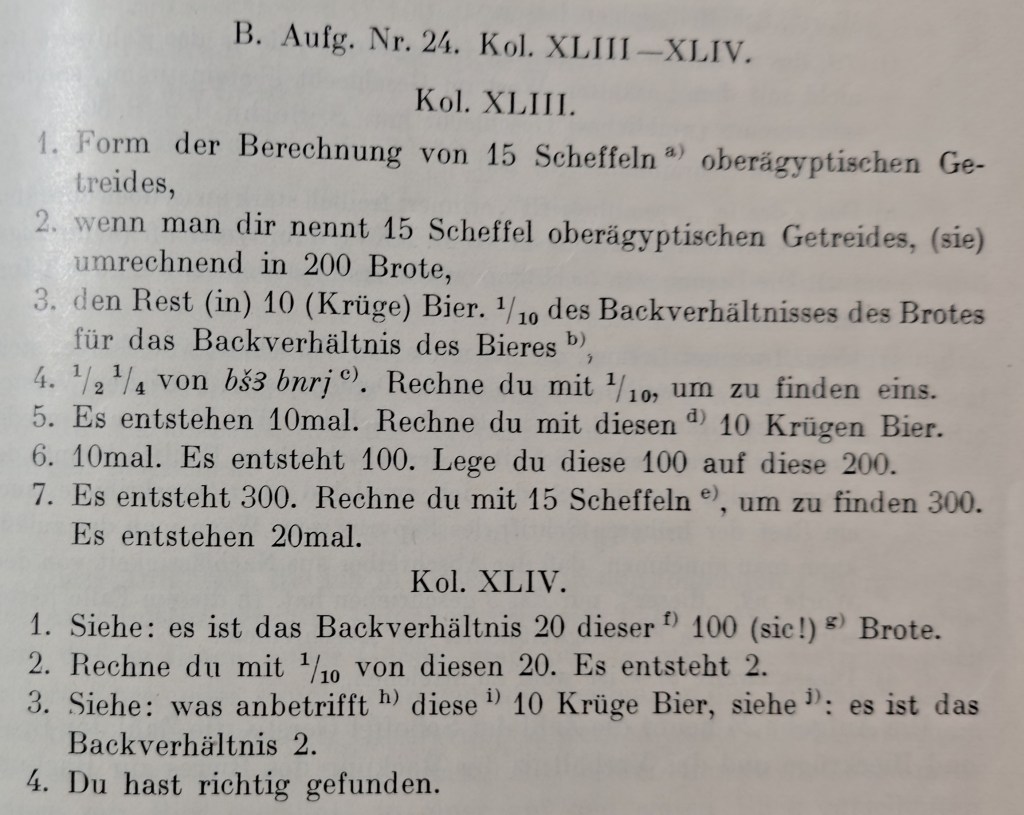 B. Aufg. Nr. 24. Kol. XLIII—XLIV.
Kol. XLIII.
1. Form der Berechnung von 15 Scheffeln a) oberägyptischen Ge-
treides,
2. wenn man dir nennt 15 Scheffel oberägyptischen Getreides, (sie)
umrechnend in 200 Brote,
3. den Rest (in) 10 (Krüge) Bier. 1/10 des Backverhältnisses des Brotes
für das Backverhältnis des Bieres b),
4. 1/2 1/4 von bš3 bnrj c). Rechne du mit 1/10, um zu finden eins.
5. Es entstehen 10mal. Rechne du mit diesen d) 10 Krügen Bier.
6. 10mal. Es entsteht 100. Lege du diese 100 auf diese 200.
7. Es entsteht 300. Rechne du mit 15 Scheffeln e), um zu finden 300.
Es entstehen 20mal.
Kol. XLIV.
1. Siehe: es ist das Backverhältnis 20 dieser f) 100 (sic!) g) Brote.
2. Rechne du mit 1/10 von diesen 20. Es entsteht 2.
3. Siehe: was anbetrifft h) diese i) 10 Krüge Bier, siehe j): es ist das
Backverhältnis 2.
4. Du hast richtig gefunden.